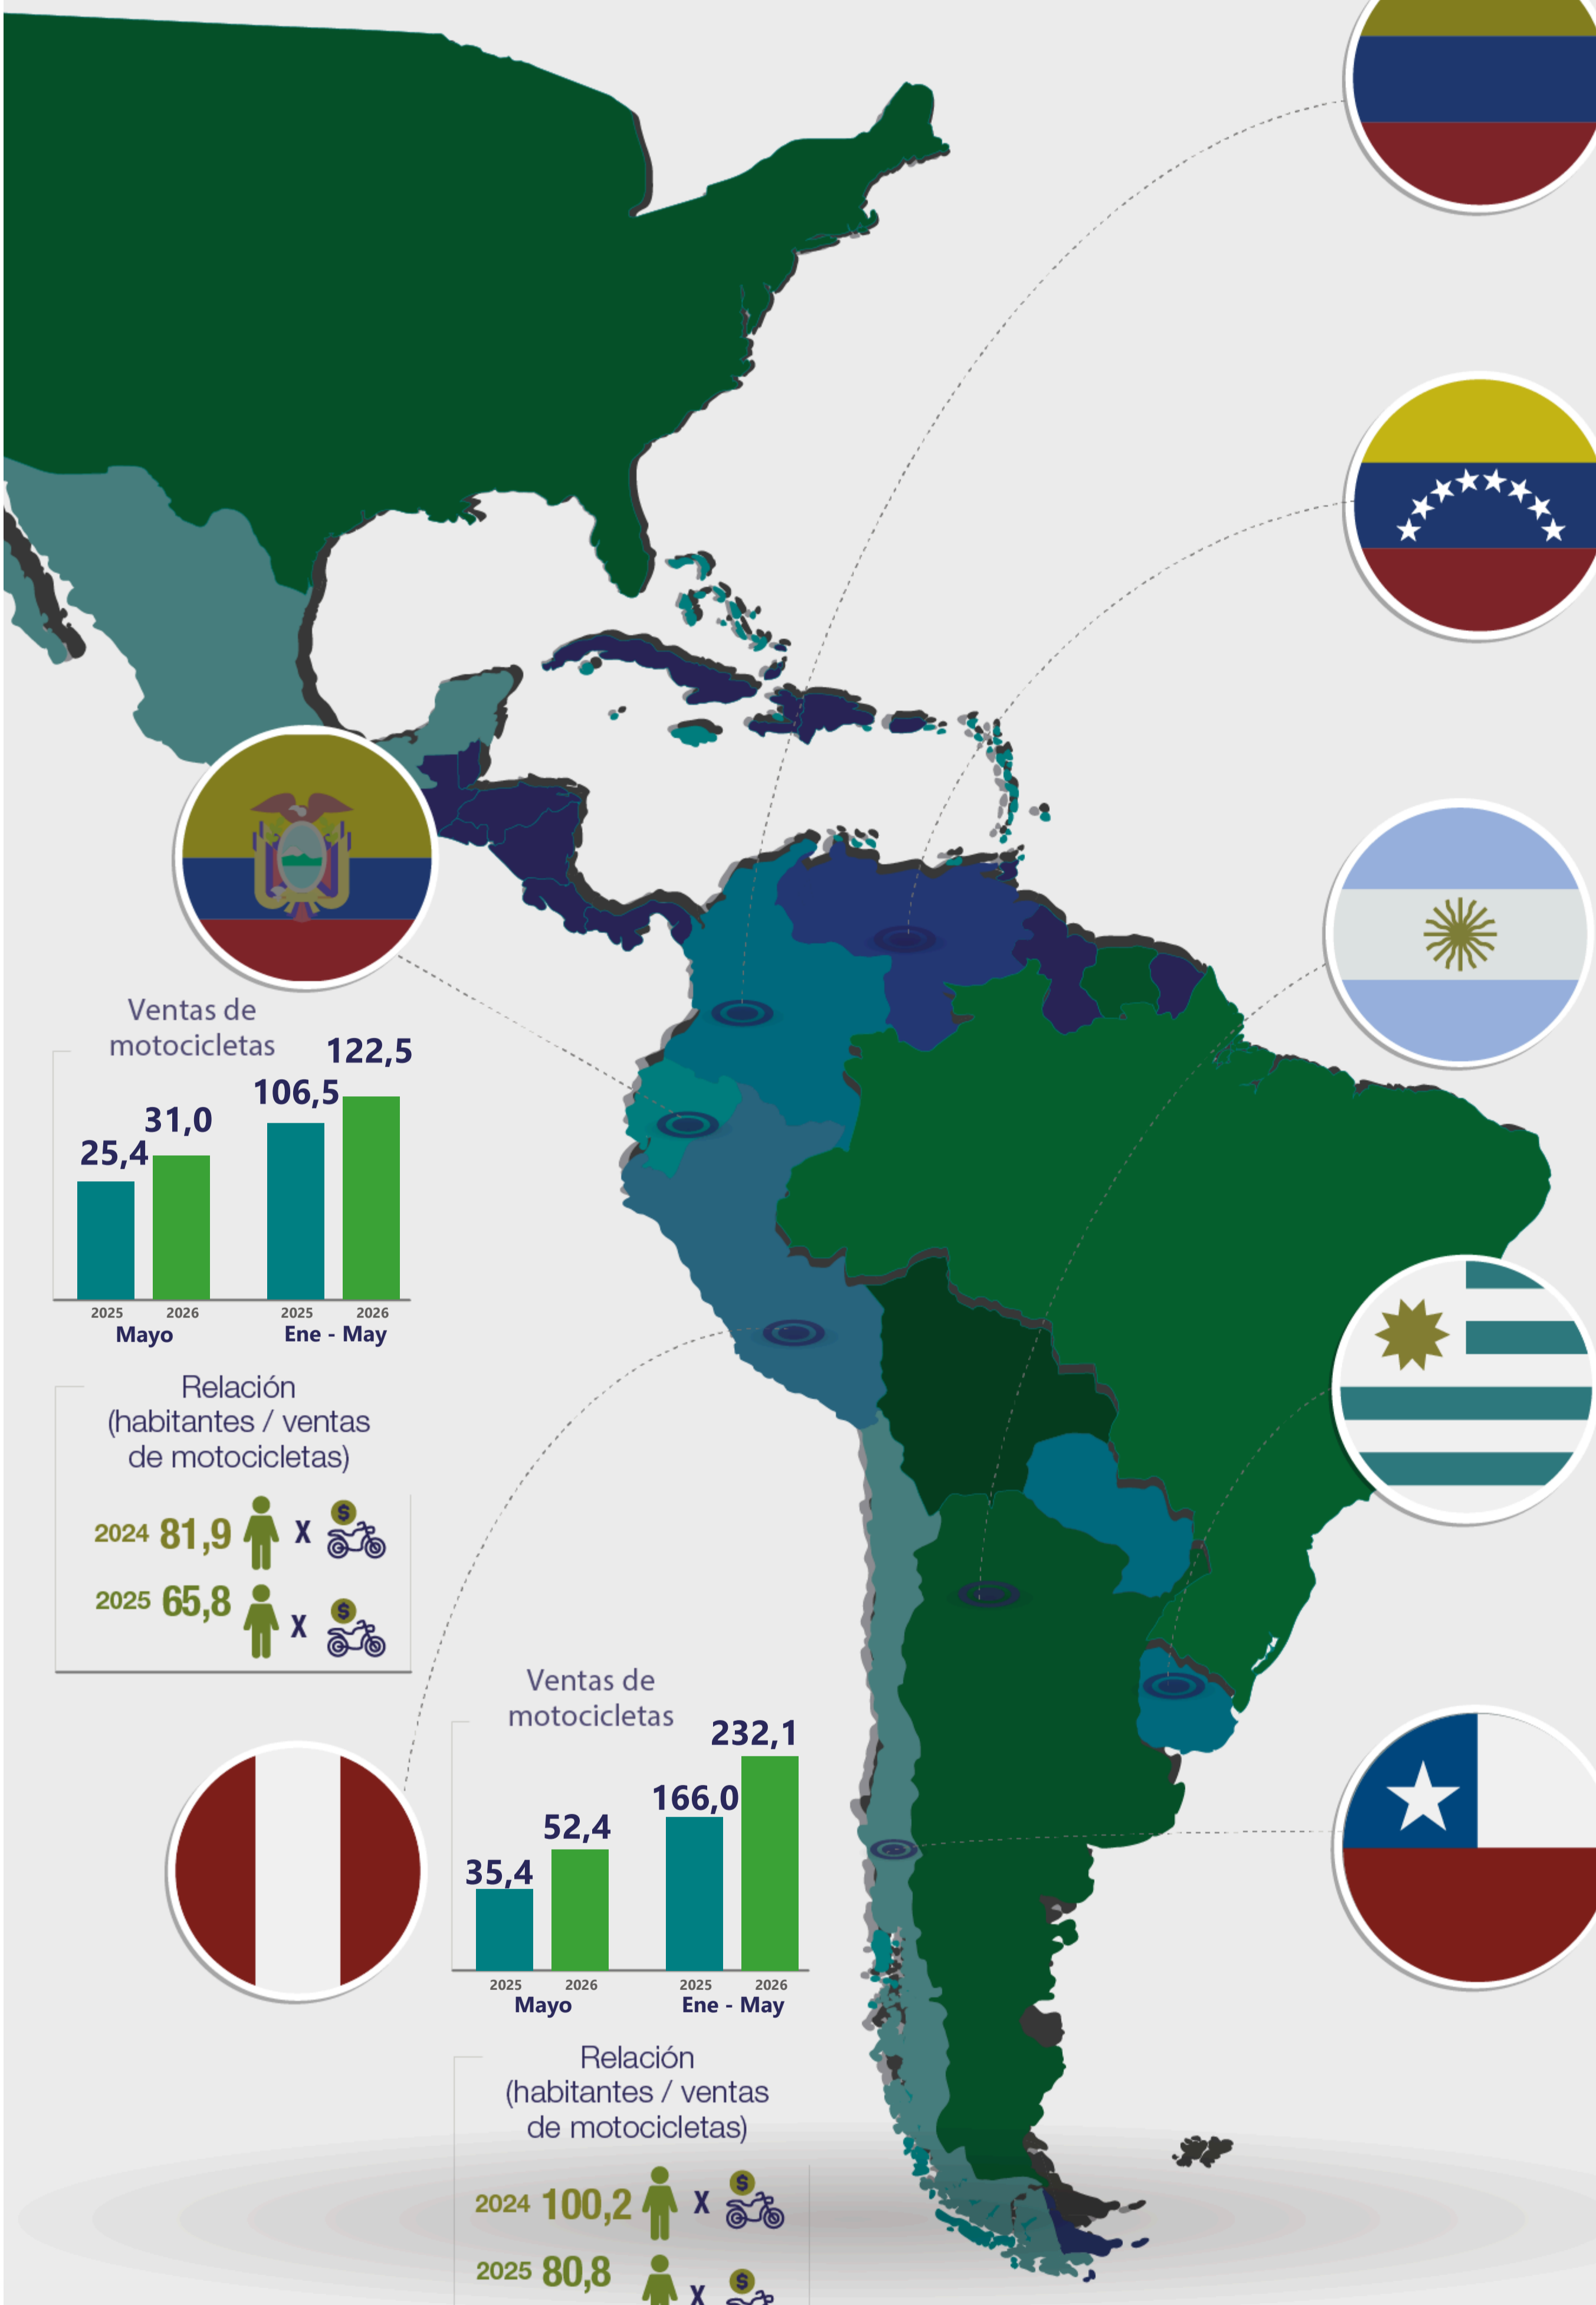 Ventas de
motocicletas
122,5
106,5
31,0
25,4
2025 2026 2025 2026
Mayo Ene - May
Relación
(habitantes / ventas
de motocicletas)
2024 81,9 X $
2025 65,8 X $
Ventas de
motocicletas
232,1
166,0
52,4
35,4
2025 2026 2025 2026
Mayo Ene - May
Relación
(habitantes / ventas
de motocicletas)
2024 100,2 X $
2025 80,8 X $